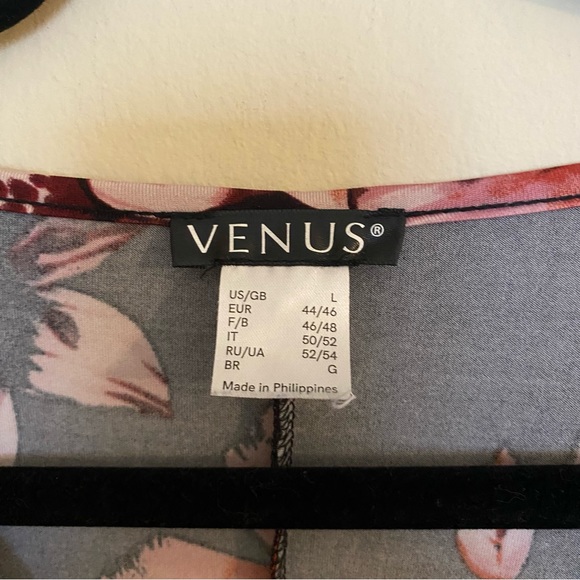 VENUS®
US/GB L
EUR 44/46
F/B 46/48
IT 50/52
RU/UA 52/54
BR G
Made in Philippines